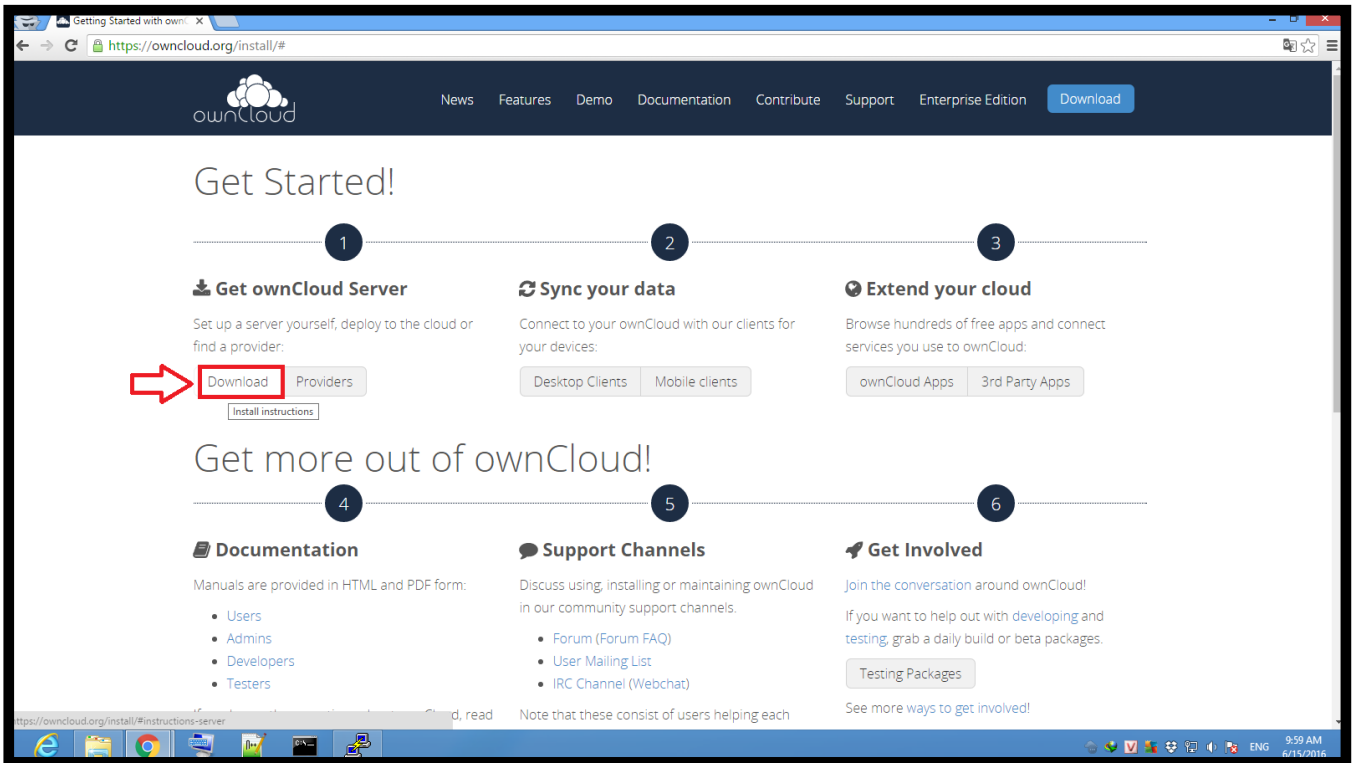 Getting Started with own
https://owncloud.org/install/#
ownCloud
News Features Demo Documentation Contribute Support Enterprise Edition Download
Get Started!
1 2 3
Get ownCloud Server
Set up a server yourself, deploy to the cloud or
find a provider:
Download Providers
Install instructions
Sync your data
Connect to your ownCloud with our clients for
your devices:
Desktop Clients Mobile clients
Extend your cloud
Browse hundreds of free apps and connect
services you use to ownCloud:
ownCloud Apps 3rd Party Apps
Get more out of ownCloud!
4 5 6
Documentation
Manuals are provided in HTML and PDF form:
Users
Admins
Developers
Testers
Support Channels
Discuss using, installing or maintaining ownCloud
in our community support channels.
Forum (Forum FAQ)
User Mailing List
IRC Channel (Webchat)
Note that these consist of users helping each
Get Involved
Join the conversation around ownCloud!
If you want to help out with developing and
testing, grab a daily build or beta packages.
Testing Packages
See more ways to get involved!
ttps://owncloud.org/install/#instructions-server
d, read
ENG
9:59 AM
6/15/2016